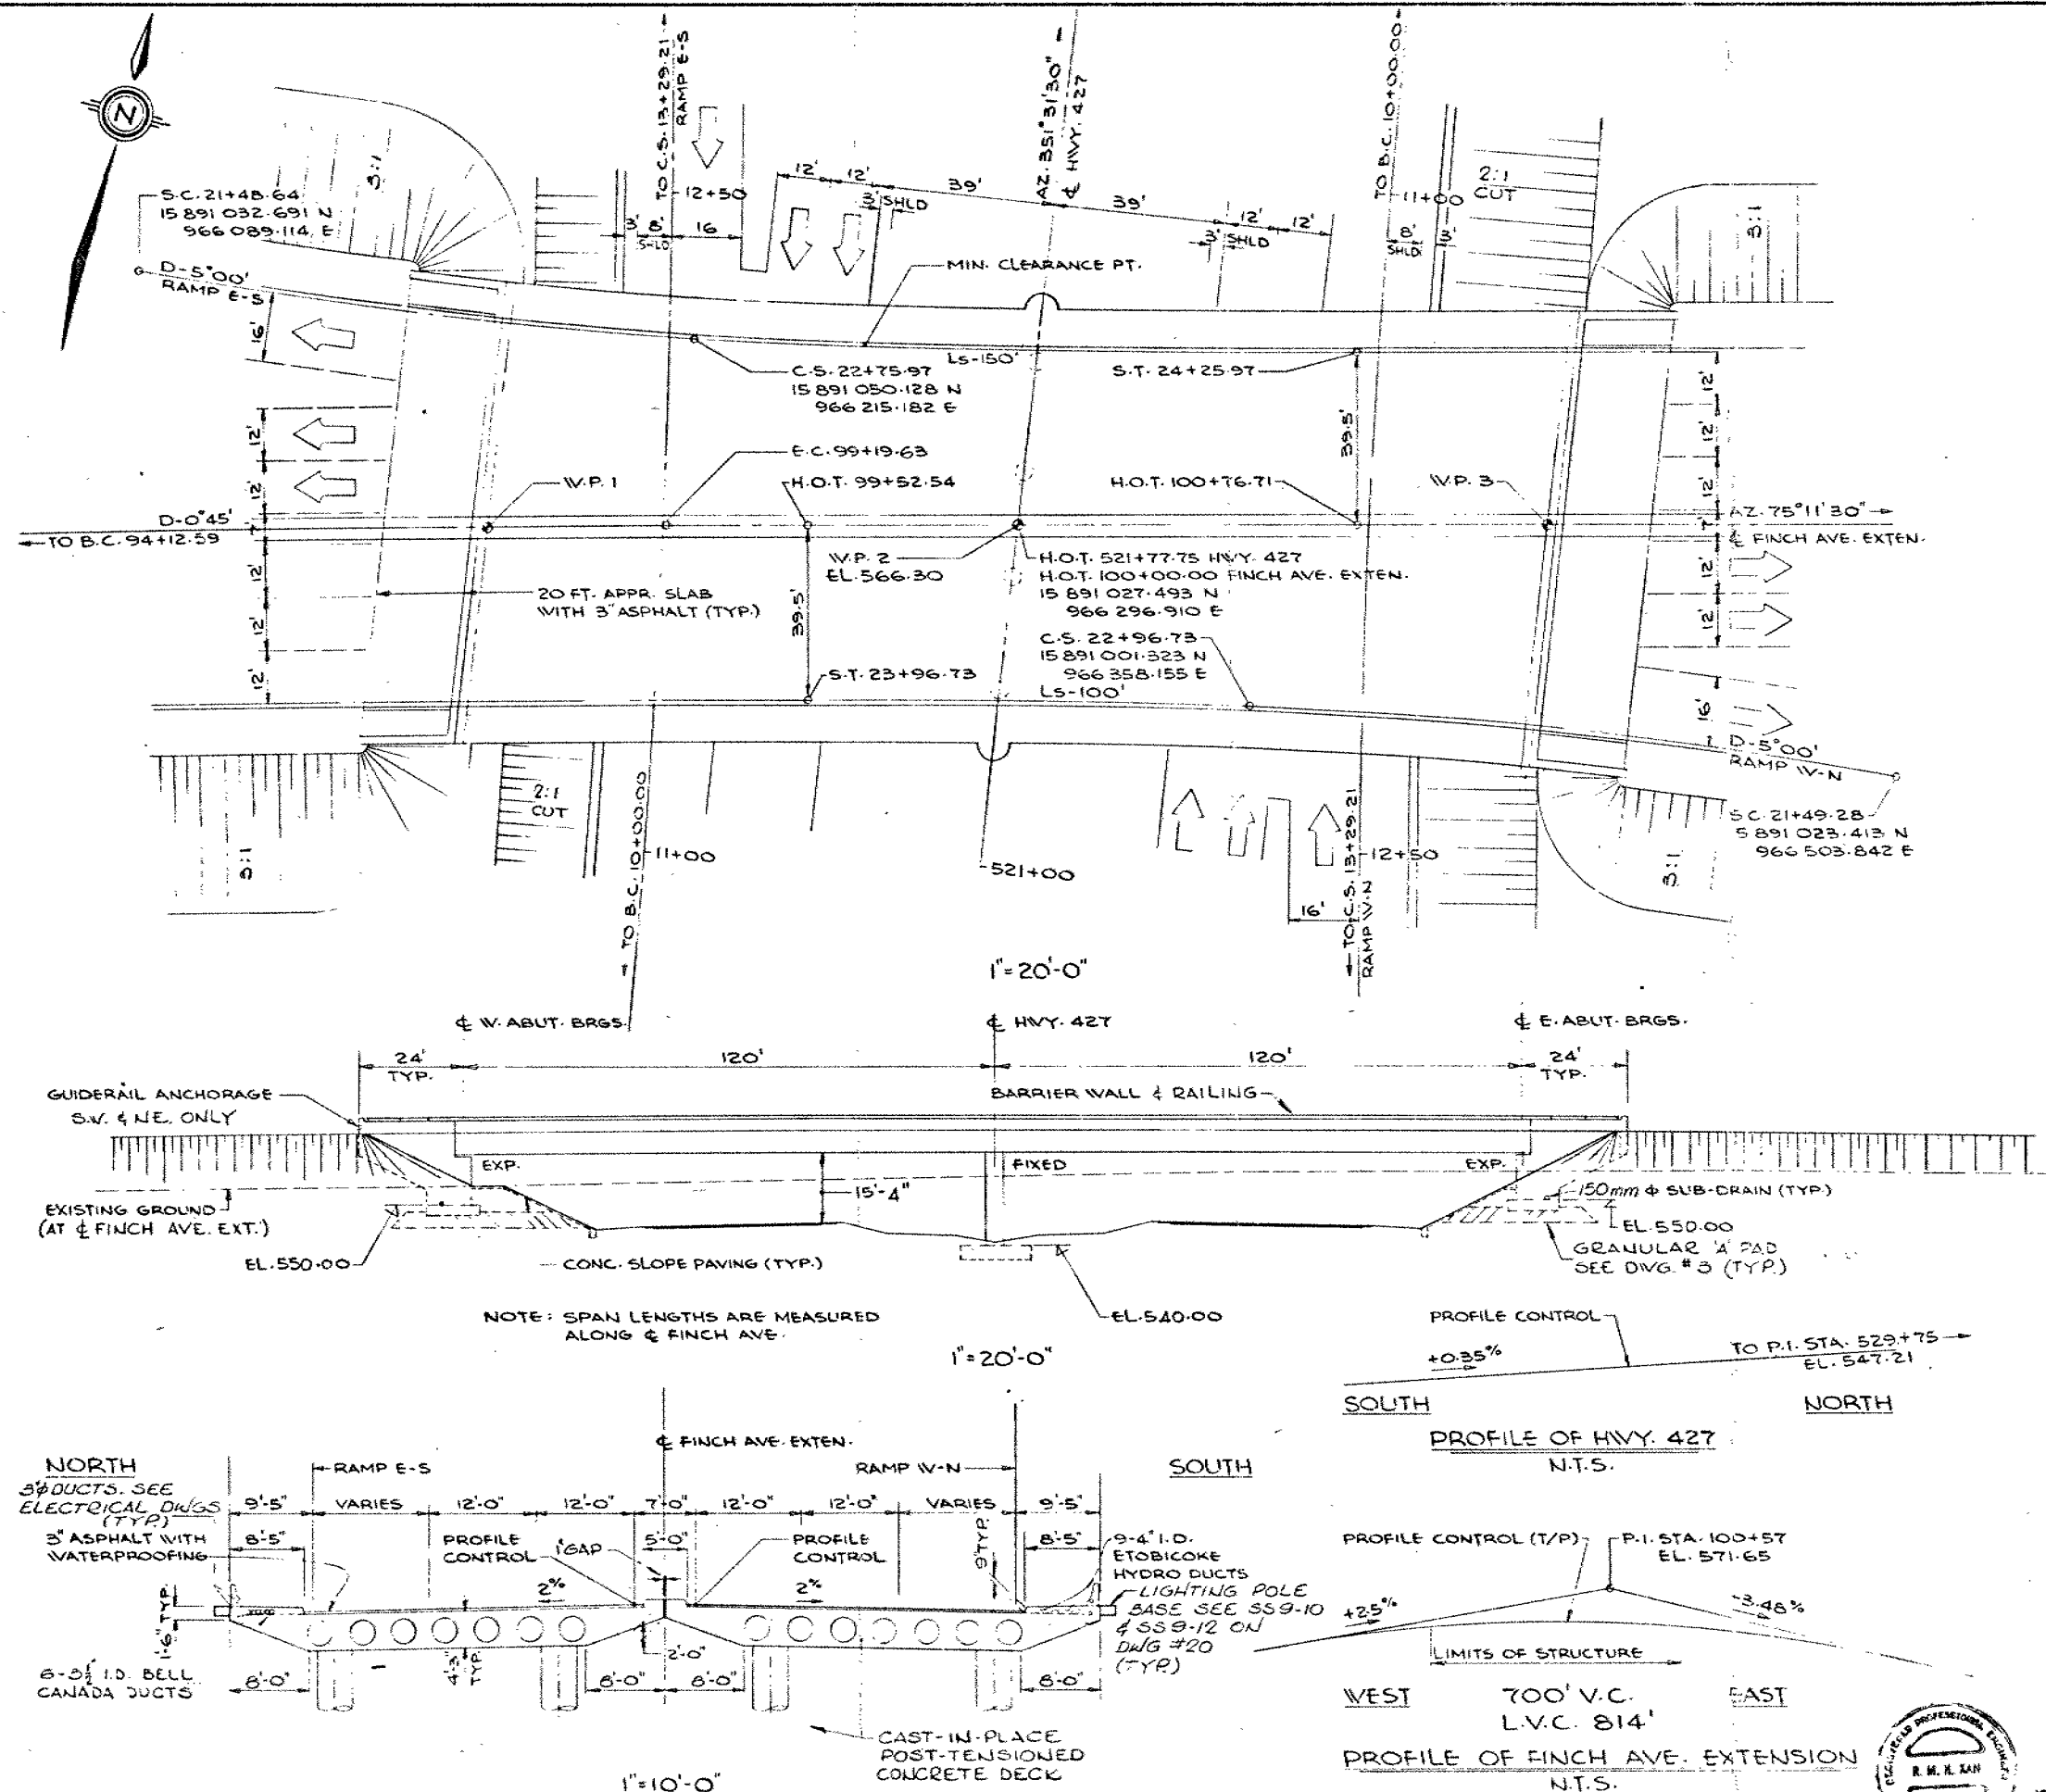 N
TO C.S. 13+29.21
RAMP E-S
AZ. 351°31'30"
℄ HWY. 427
TO B.C. 10+00.00
3:1
S.C. 21+48.64
15 891 032.691 N
966 089.114 E
12+50
12'
12'
39'
39'
3' SHLD
12'
12'
3' SHLD
3'
8'
SHLD
16
11+00
8'
SHLD
3'
2:1
CUT
3:1
D-5°00'
RAMP E-S
MIN. CLEARANCE PT.
16'
Ls-150'
C.S. 22+75.97
15 891 050.128 N
966 215.182 E
S.T. 24+25.97
12'
12'
12'
39.5'
E.C. 99+19.63
W.P. 1
H.O.T. 99+52.54
H.O.T. 100+76.71
W.P. 3
12'
12'
D-0°45'
TO B.C. 94+12.59
7'
7'
AZ. 75°11'30"
℄ FINCH AVE. EXTEN.
W.P. 2
EL. 566.30
H.O.T. 521+77.75 HWY. 427
H.O.T. 100+00.00 FINCH AVE. EXTEN.
15 891 027.493 N
966 296.910 E
12'
12'
12'
12'
20 FT. APPR. SLAB
WITH 3" ASPHALT (TYP.)
39.5'
C.S. 22+96.73
15 891 001.323 N
966 358.155 E
Ls-100'
12'
S.T. 23+96.73
16'
D-5°00'
RAMP W-N
S.C. 21+49.28
5 891 023.413 N
966 503.842 E
2:1
CUT
3:1
11+00
TO B.C. 10+00.00
521+00
12+50
16'
TO C.S. 13+29.21
RAMP W-N
3:1
1"=20'-0"
℄ W. ABUT. BRGS.
℄ HWY. 427
℄ E. ABUT. BRGS.
24'
TYP.
120'
120'
24'
TYP.
GUIDERAIL ANCHORAGE
S.W. & N.E. ONLY
BARRIER WALL & RAILING
EXP.
FIXED
EXP.
15'-4"
150mm ϕ SUB-DRAIN (TYP.)
EXISTING GROUND
(AT ℄ FINCH AVE. EXT.)
EL. 550.00
EL. 550.00
GRANULAR 'A' PAD
SEE DWG. #3 (TYP.)
CONC. SLOPE PAVING (TYP.)
NOTE: SPAN LENGTHS ARE MEASURED
ALONG ℄ FINCH AVE.
EL. 540.00
1"=20'-0"
PROFILE CONTROL
+0.35%
TO P.I. STA. 529+75
EL. 547.21
SOUTH
NORTH
PROFILE OF HWY. 427
N.T.S.
℄ FINCH AVE. EXTEN.
NORTH
RAMP E-S
RAMP W-N
SOUTH
3"ϕ DUCTS. SEE
ELECTRICAL DWGS
(TYP.)
9'-5"
VARIES
12'-0"
12'-0"
7'-0"
12'-0"
12'-0"
VARIES
9'-5"
3" ASPHALT WITH
WATERPROOFING
8'-5"
PROFILE
CONTROL
1" GAP
5'-0"
PROFILE
CONTROL
9" TYP.
8'-5"
9-4" I.D.
ETOBICOKE
HYDRO DUCTS
LIGHTING POLE
BASE SEE SS9-10
& SS9-12 ON
DWG #20
(TYP.)
2%
2%
1'-6" TYP.
4'-3"
TYP.
2'-0"
6-3½ I.D. BELL
CANADA DUCTS
8'-0"
8'-0"
8'-0"
8'-0"
CAST-IN-PLACE
POST-TENSIONED
CONCRETE DECK
1"=10'-0"
PROFILE CONTROL (T/P)
P.I. STA. 100+57
EL. 571.65
+2.5%
-3.48%
LIMITS OF STRUCTURE
WEST
700' V.C.
EAST
L.V.C. 814'
PROFILE OF FINCH AVE. EXTENSION
N.T.S.
PROFESSIONAL